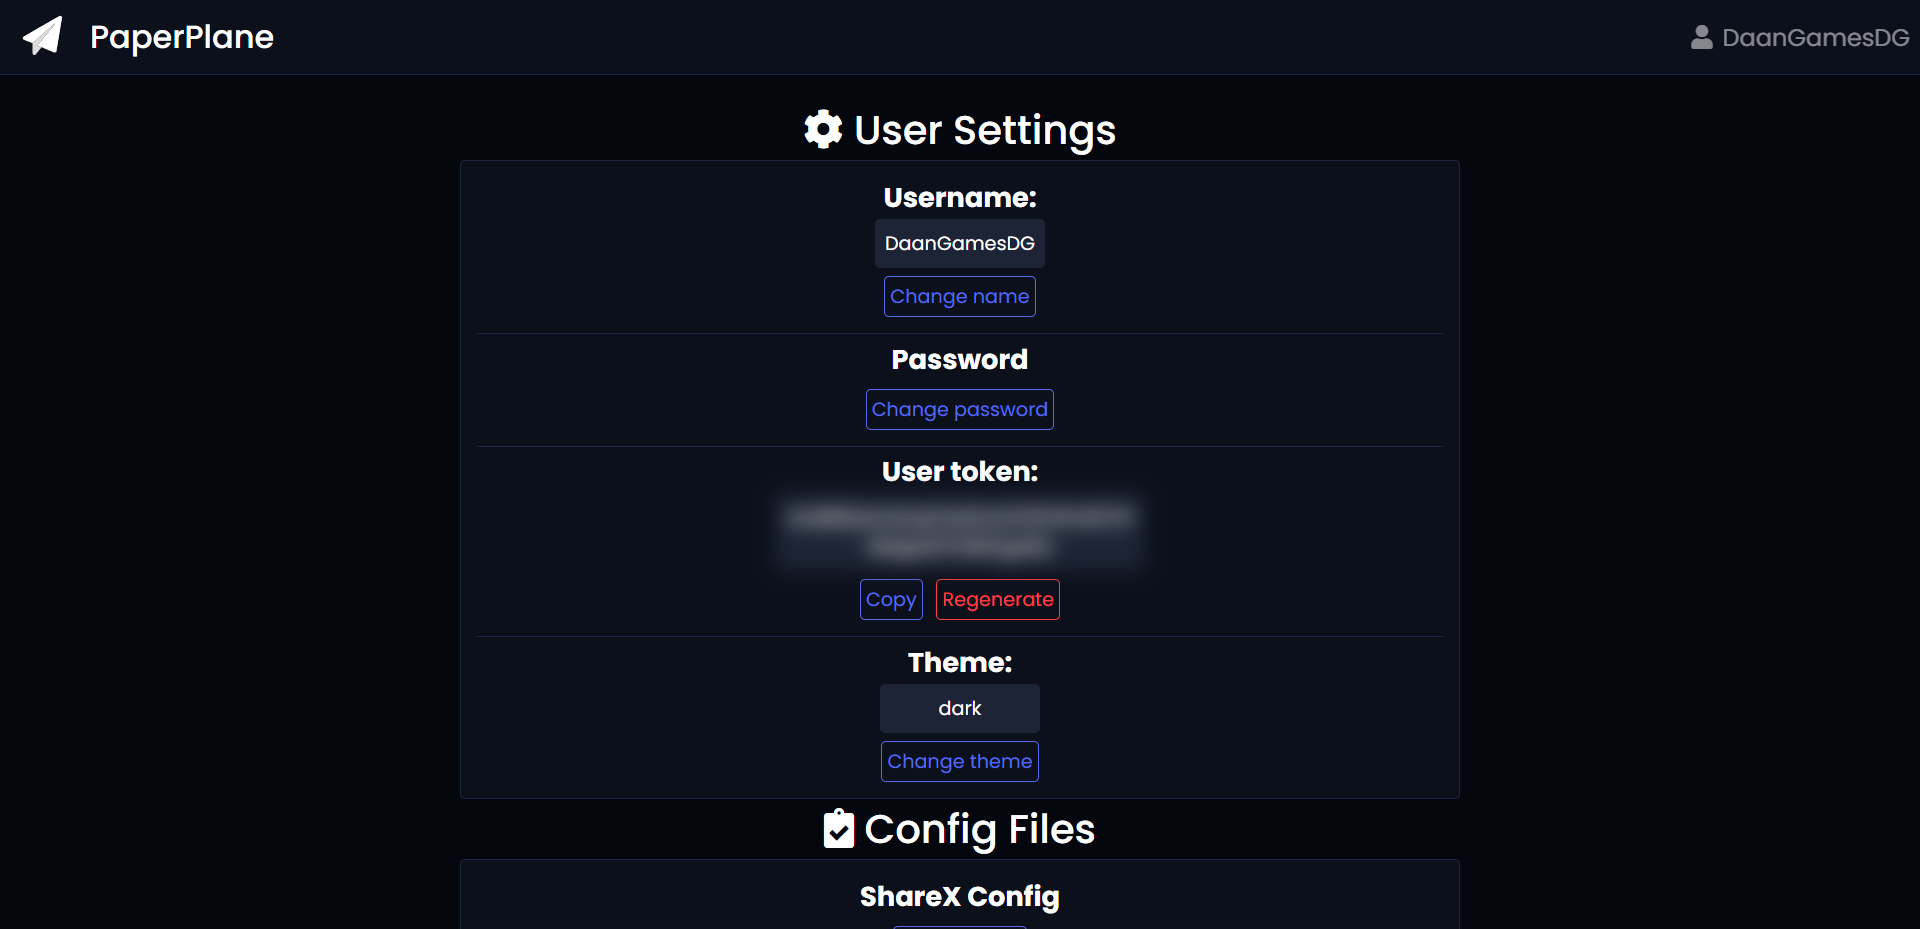 PaperPlane
DaanGamesDG
User Settings
Username:
DaanGamesDG
Change name
Password
Change password
User token:
Copy Regenerate
Theme:
dark
Change theme
Config Files
ShareX Config